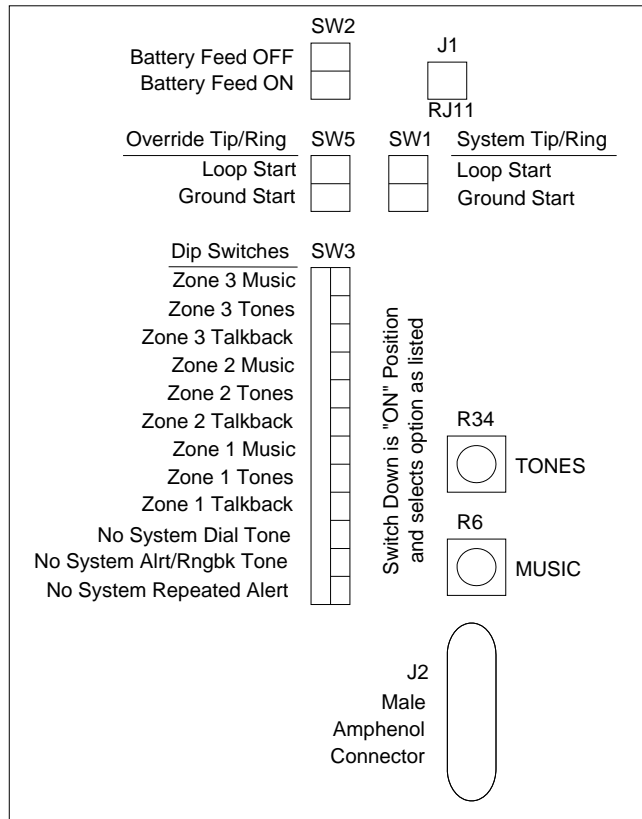 SW2
Battery Feed OFF
Battery Feed ON
J1
RJ11
Override Tip/Ring
SW5
SW1
System Tip/Ring
Loop Start
Loop Start
Ground Start
Ground Start
Dip Switches
SW3
Zone 3 Music
Zone 3 Tones
Zone 3 Talkback
Zone 2 Music
Zone 2 Tones
Zone 2 Talkback
Zone 1 Music
Zone 1 Tones
Zone 1 Talkback
No System Dial Tone
No System Alrt/Rngbk Tone
No System Repeated Alert
Switch Down is "ON" Position
and selects option as listed
R34
TONES
R6
MUSIC
J2
Male
Amphenol
Connector